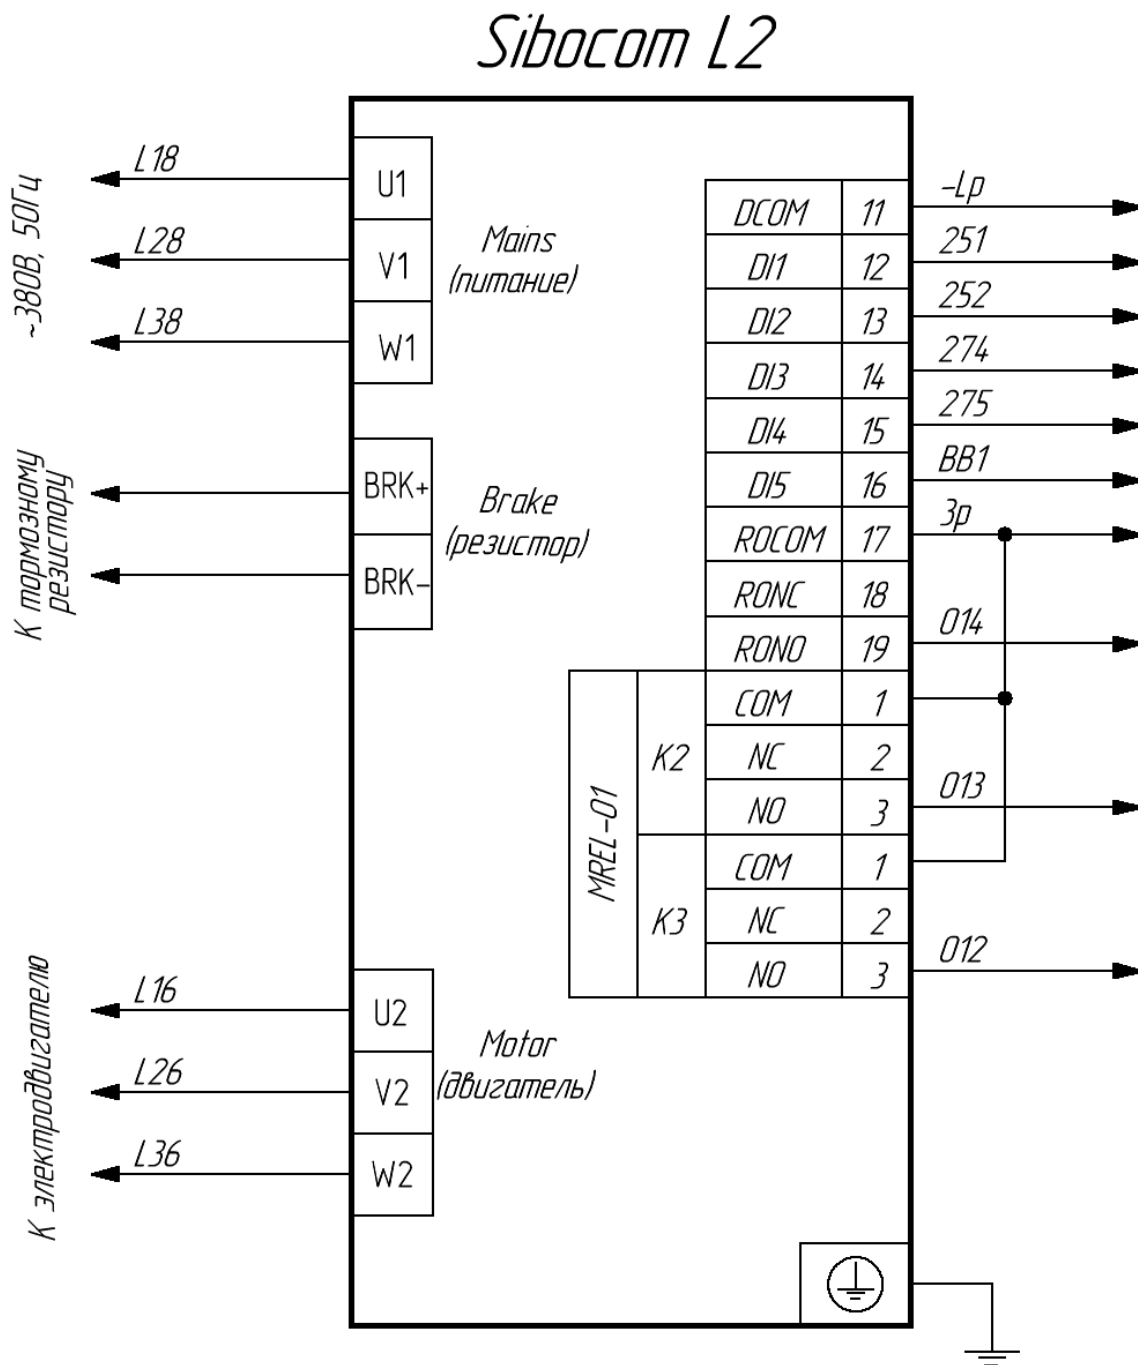 Sibocom L2
~380В, 50Гц
L18
U1
L28
V1
L38
W1
Mains
(питание)
К тормозному
резистору
BRK+
BRK-
Brake
(резистор)
К электродвигателю
L16
U2
L26
V2
L36
W2
Motor
(двигатель)
DCOM 11 -Lp
DI1 12 251
DI2 13 252
DI3 14 274
DI4 15 275
DI5 16 BB1
ROCOM 17 3p
RONC 18
RONO 19 014
MREL-01
K2
COM 1
NC 2
NO 3 013
K3
COM 1
NC 2
NO 3 012